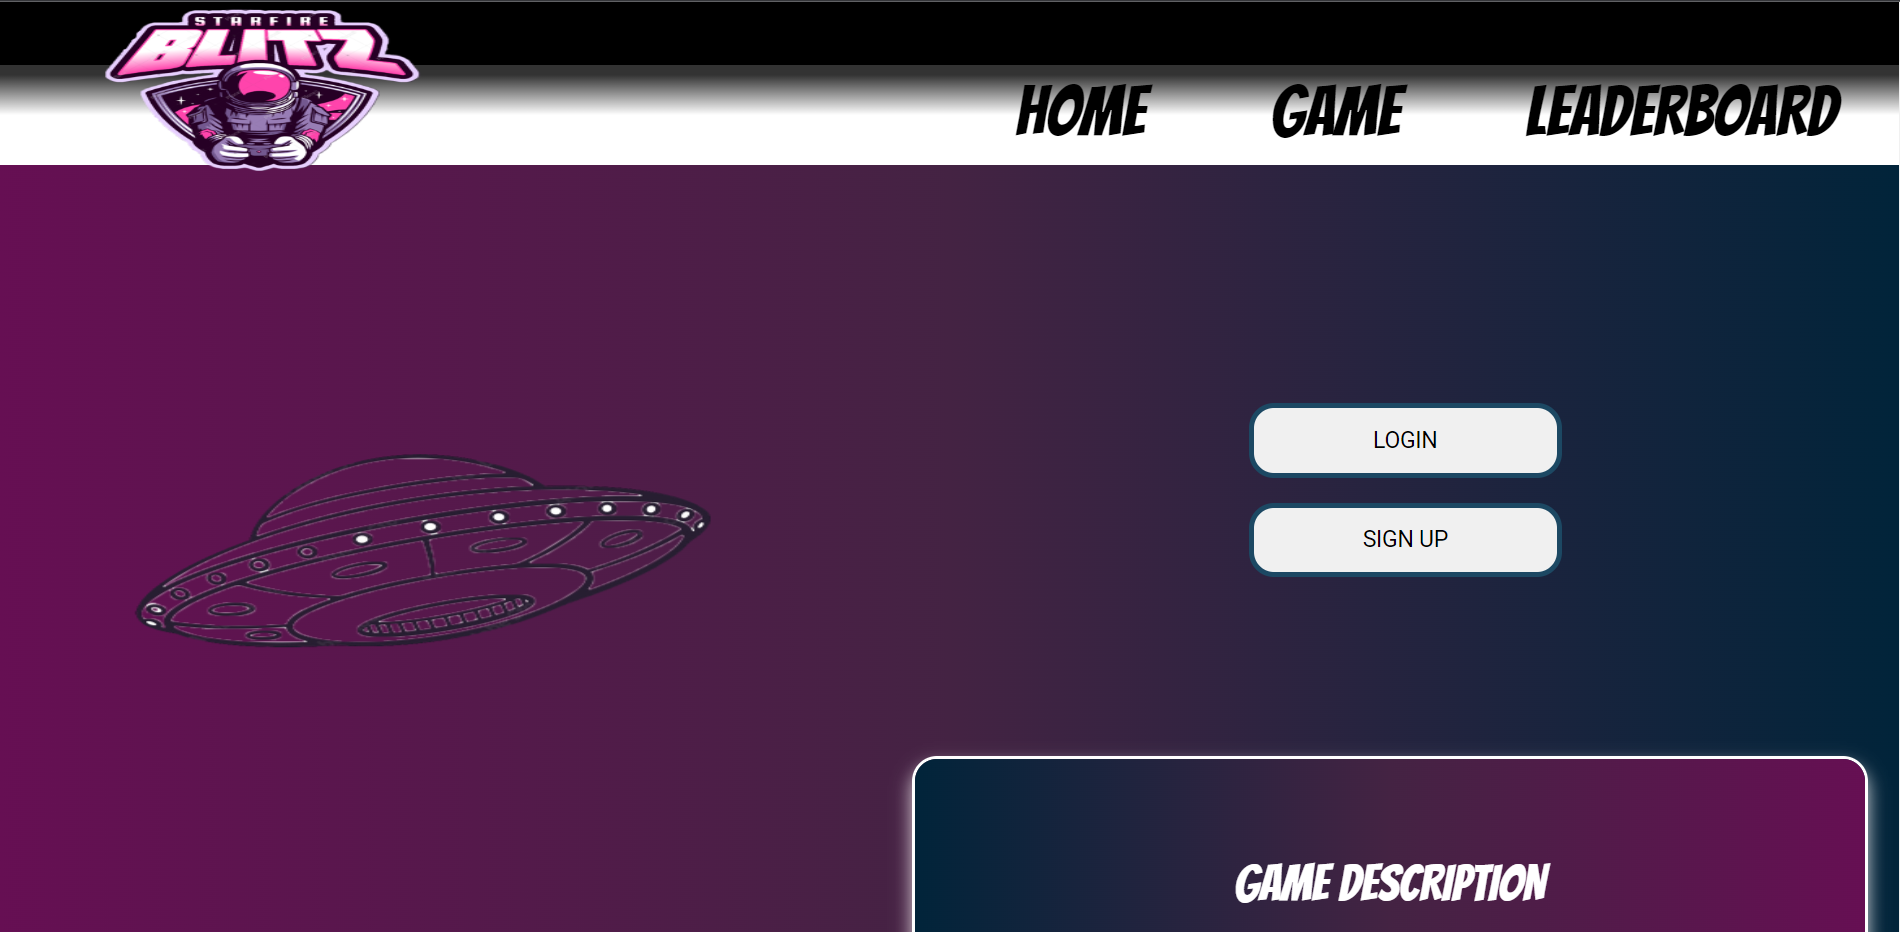 STARFIRE
BLITZ
HOME GAME LEADERBOARD
LOGIN
SIGN UP
GAME DESCRIPTION